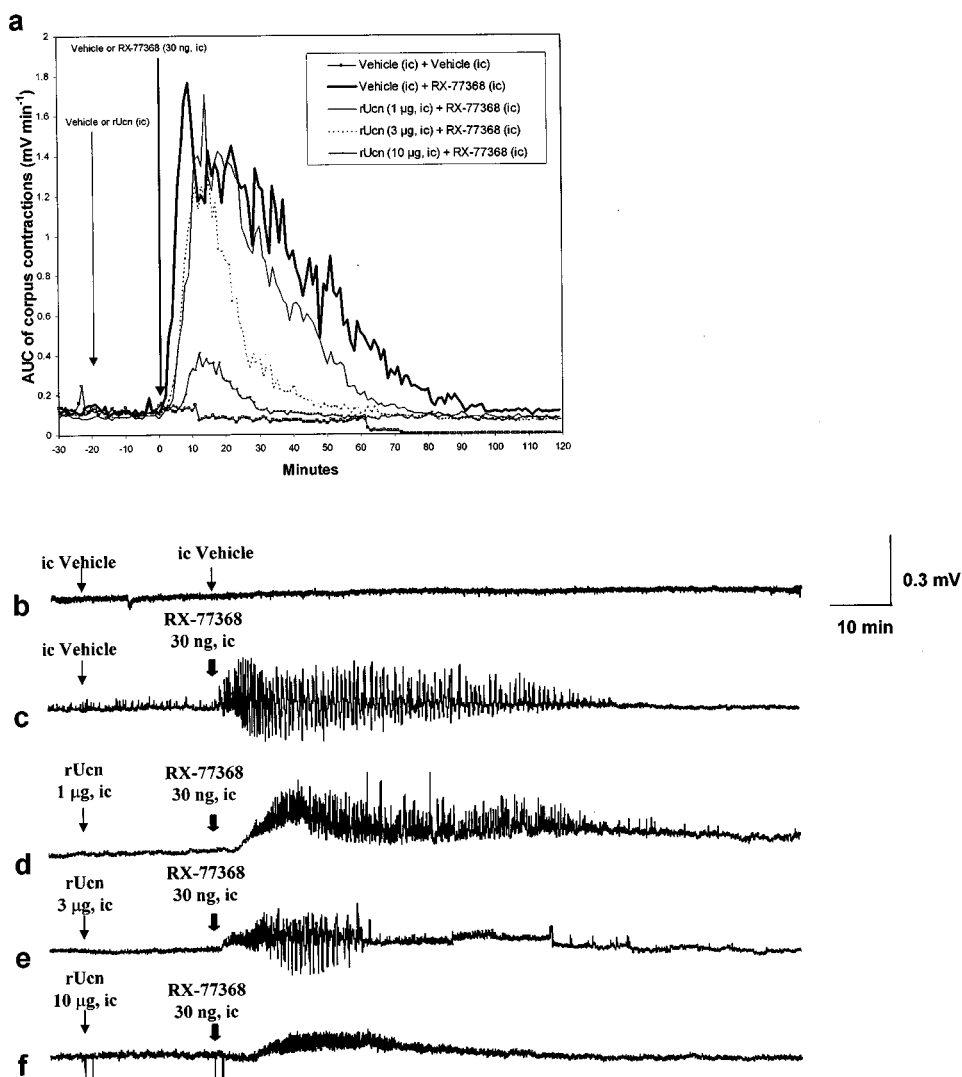 a
2
1.8
1.6
1.4
1.2
1
0.8
0.6
0.4
0.2
0
AUC of corpus contractions (mV min-1)
-30 -20 -10 0 10 20 30 40 50 60 70 80 90 100 110 120
Minutes
Vehicle or RX-77368 (30 ng, ic)
Vehicle or rUcn (ic)
Vehicle (ic) + Vehicle (ic)
Vehicle (ic) + RX-77368 (ic)
rUcn (1 µg, ic) + RX-77368 (ic)
rUcn (3 µg, ic) + RX-77368 (ic)
rUcn (10 µg, ic) + RX-77368 (ic)
ic Vehicle
ic Vehicle
b
0.3 mV
10 min
ic Vehicle
RX-77368
30 ng, ic
c
rUcn
1 µg, ic
RX-77368
30 ng, ic
d
rUcn
3 µg, ic
RX-77368
30 ng, ic
e
rUcn
10 µg, ic
RX-77368
30 ng, ic
f